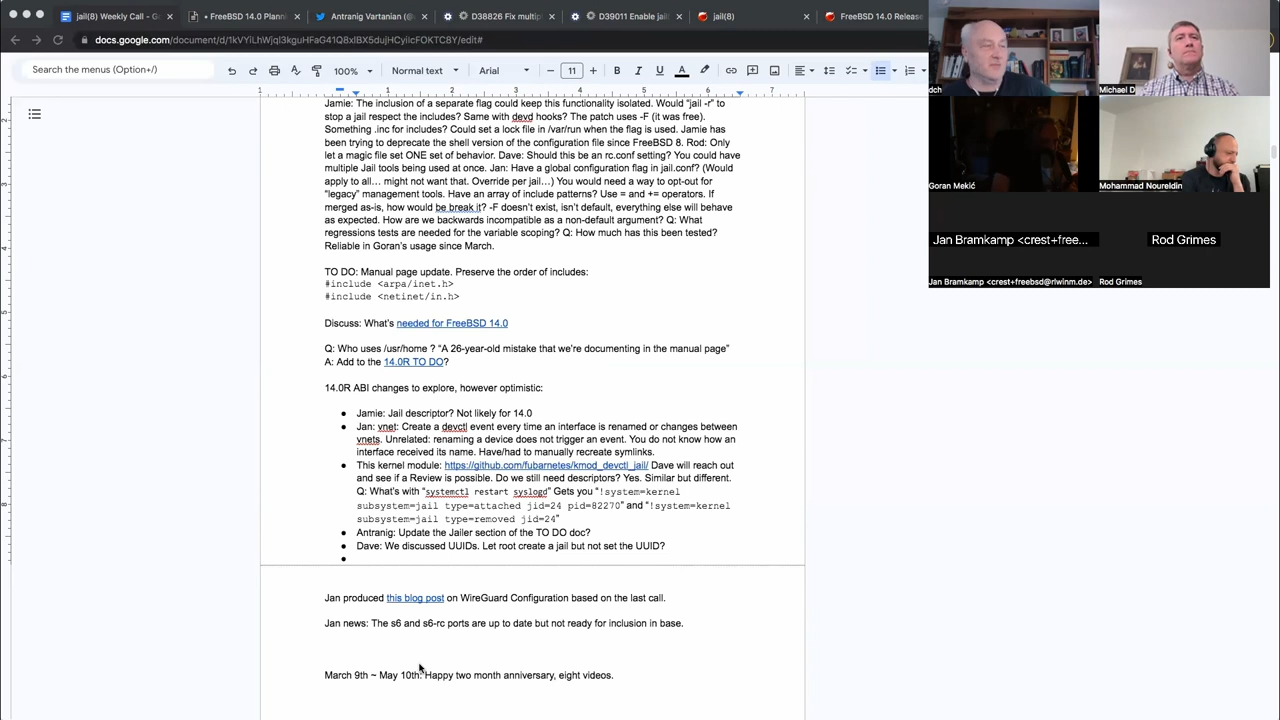 jail(8) Weekly Call - G
FreeBSD 14.0 Plann
Antranig Vartanian (@
D38826 Fix multip
D39011 Enable jail/
jail(8)
FreeBSD 14.0 Release
Search the menus (Option+/)
100%
Normal text
Arial
11
Jamie: The inclusion of a separate flag could keep this functionality isolated. Would “jail -r” to
stop a jail respect the includes? Same with devd hooks? The patch uses -F (it was free).
Something .inc for includes? Could set a lock file in /var/run when the flag is used. Jamie has
been trying to deprecate the shell version of the configuration file since FreeBSD 8. Rod: Only
let a magic file set ONE set of behavior. Dave: Should this be an rc.conf setting? You could have
multiple Jail tools being used at once. Jan: Have a global configuration flag in jail.conf? (Would
apply to all… might not want that. Override per jail…) You would need a way to opt-out for
“legacy” management tools. Have an array of include patterns? Use = and += operators. If
merged as-is, how would be break it? -F doesn’t exist, isn’t default, everything else will behave
as expected. How are we backwards incompatible as a non-default argument? Q: What
regressions tests are needed for the variable scoping? Q: How much has this been tested?
Reliable in Goran’s usage since March.
TO DO: Manual page update. Preserve the order of includes:
#include <arpa/inet.h>
#include <netinet/in.h>
Discuss: What’s needed for FreeBSD 14.0
Q: Who uses /usr/home ? “A 26-year-old mistake that we’re documenting in the manual page”
A: Add to the 14.0R TO DO?
14.0R ABI changes to explore, however optimistic:
● Jamie: Jail descriptor? Not likely for 14.0
● Jan: vnet: Create a devctl event every time an interface is renamed or changes between
vnets. Unrelated: renaming a device does not trigger an event. You do not know how an
interface received its name. Have/had to manually recreate symlinks.
● This kernel module: https://github.com/fubarnetes/kmod_devctl_jail/ Dave will reach out
and see if a Review is possible. Do we still need descriptors? Yes. Similar but different.
Q: What’s with “systemctl restart syslogd” Gets you “!system=kernel
subsystem=jail type=attached jid=24 pid=82270” and “!system=kernel
subsystem=jail type=removed jid=24”
● Antranig: Update the Jailer section of the TO DO doc?
● Dave: We discussed UUIDs. Let root create a jail but not set the UUID?
●
Jan produced this blog post on WireGuard Configuration based on the last call.
Jan news: The s6 and s6-rc ports are up to date but not ready for inclusion in base.
March 9th ~ May 10th: Happy two month anniversary, eight videos.
dch
Michael D
Goran Mekić
Mohammad Noureldin
Jan Bramkamp <crest+free...
Rod Grimes
Jan Bramkamp <crest+freebsd@rlwinm.de>
Rod Grimes